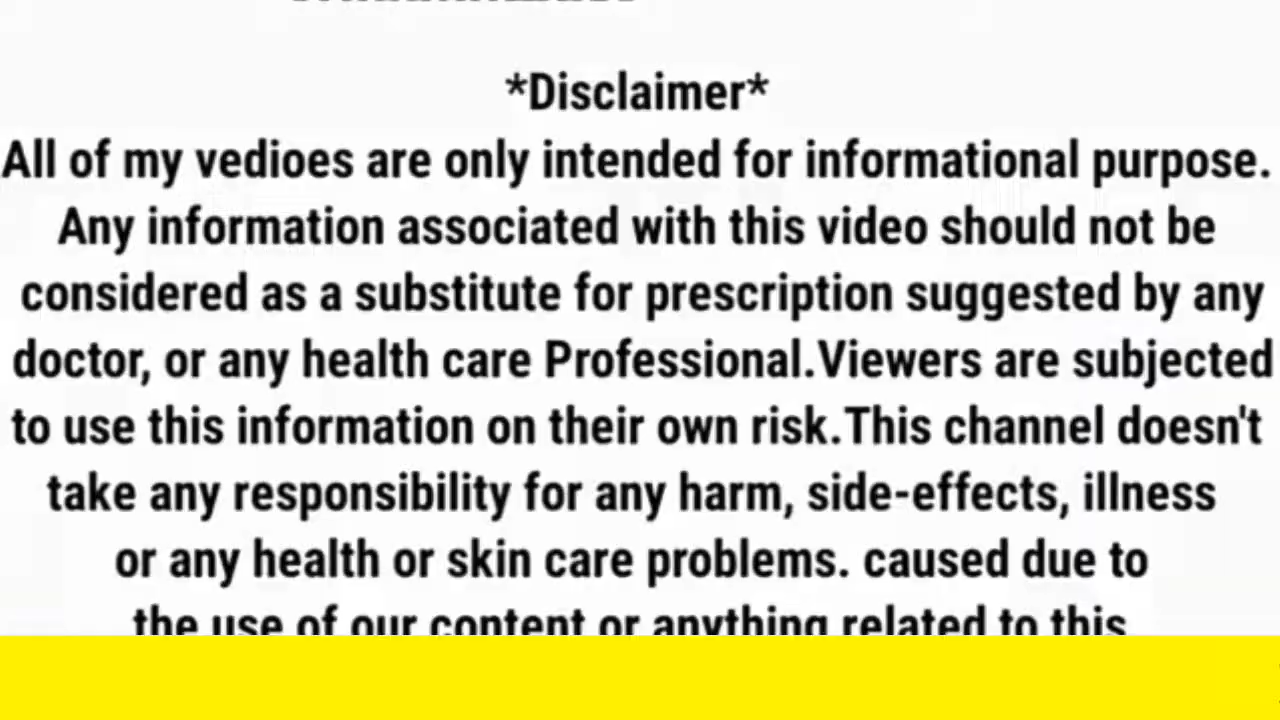 *Disclaimer*
All of my vedioes are only intended for informational purpose.
Any information associated with this video should not be
considered as a substitute for prescription suggested by any
doctor, or any health care Professional.Viewers are subjected
to use this information on their own risk.This channel doesn't
take any responsibility for any harm, side-effects, illness
or any health or skin care problems. caused due to
the use of our content or anything related to this.